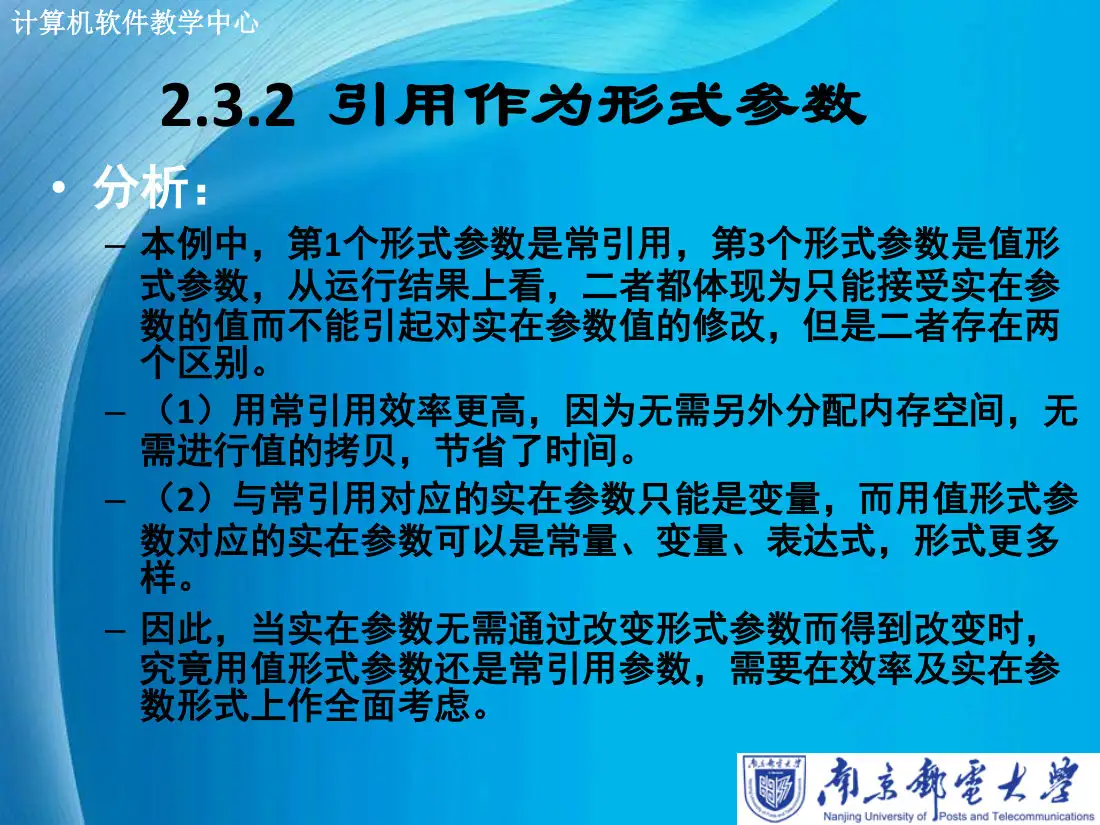 计算机软件教学中心
2.3.2 引用作为形式参数
• 分析：
– 本例中，第1个形式参数是常引用，第3个形式参数是值形
式参数，从运行结果上看，二者都体现为只能接受实在参
数的值而不能引起对实在参数值的修改，但是二者存在两
个区别。
– （1）用常引用效率更高，因为无需另外分配内存空间，无
需进行值的拷贝，节省了时间。
– （2）与常引用对应的实在参数只能是变量，而用值形式参
数对应的实在参数可以是常量、变量、表达式，形式更多
样。
– 因此，当实在参数无需通过改变形式参数而得到改变时，
究竟用值形式参数还是常引用参数，需要在效率及实在参
数形式上作全面考虑。
南京邮电大学
南京郵電大學
Nanjing University of Posts and Telecommunications